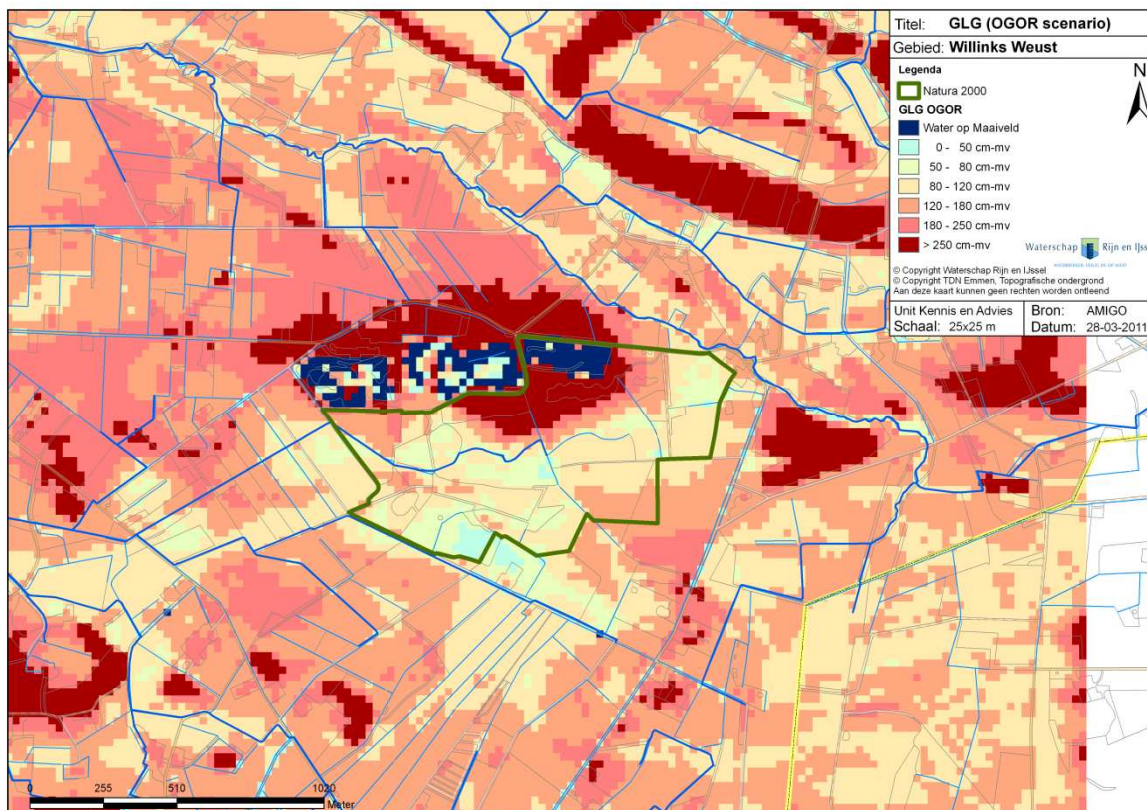 Titel: GLG (OGOR scenario)
Gebied: Willinks Weust
Legenda
N
Natura 2000
GLG OGOR
Water op Maaiveld
0 - 50 cm-mv
50 - 80 cm-mv
80 - 120 cm-mv
120 - 180 cm-mv
180 - 250 cm-mv
> 250 cm-mv
Waterschap Rijn en IJssel
© Copyright Waterschap Rijn en IJssel
© Copyright TDN Emmen, Topografische ondergrond
Aan deze kaart kunnen geen rechten worden ontleend
Unit Kennis en Advies
Schaal: 25x25 m
Bron: AMIGO
Datum: 28-03-2011
0 255 510 1020
Meter